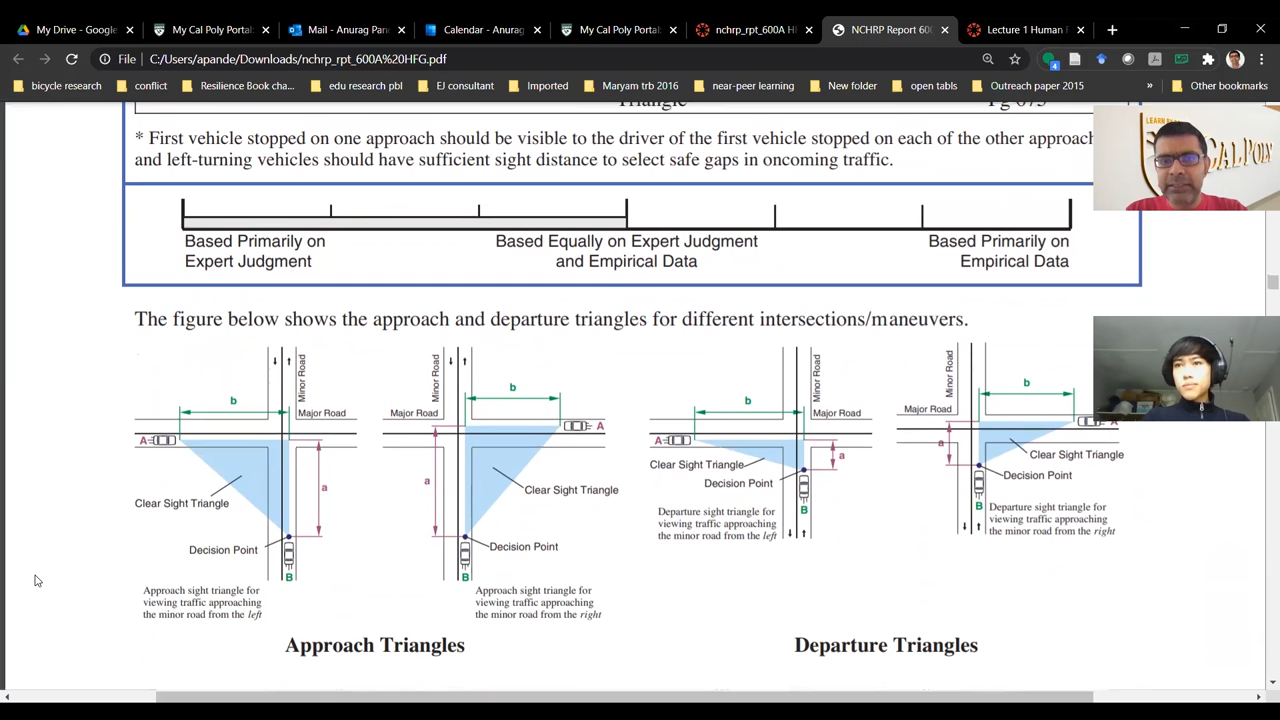 My Drive - Google
My Cal Poly Portal
Mail - Anurag Pan
Calendar - Anurag
My Cal Poly Portal
nchrp_rpt_600A H
NCHRP Report 600
Lecture 1 Human F
File | C:/Users/apande/Downloads/nchrp_rpt_600A%20HFG.pdf
4
bicycle research
conflict
Resilience Book cha...
edu research pbl
EJ consultant
Imported
Maryam trb 2016
near-peer learning
New folder
open tabs
Outreach paper 2015
»
Other bookmarks
Triangle
* First vehicle stopped on one approach should be visible to the driver of the first vehicle stopped on each of the other approach
and left-turning vehicles should have sufficient sight distance to select safe gaps in oncoming traffic.
LEARN
CAL POLY
Based Primarily on
Expert Judgment
Based Equally on Expert Judgment
and Empirical Data
Based Primarily on
Empirical Data
The figure below shows the approach and departure triangles for different intersections/maneuvers.
Minor Road
b
Major Road
A
a
Clear Sight Triangle
Decision Point
B
Approach sight triangle for
viewing traffic approaching
the minor road from the left
Minor Road
b
Major Road
A
a
Clear Sight Triangle
Decision Point
B
Approach sight triangle for
viewing traffic approaching
the minor road from the right
Approach Triangles
Minor Road
b
Major Road
A
a
Clear Sight Triangle
Decision Point
B
Departure sight triangle for
viewing traffic approaching
the minor road from the left
Minor Road
b
Major Road
A
a
Clear Sight Triangle
Decision Point
B
Departure sight triangle for
viewing traffic approaching
the minor road from the right
Departure Triangles